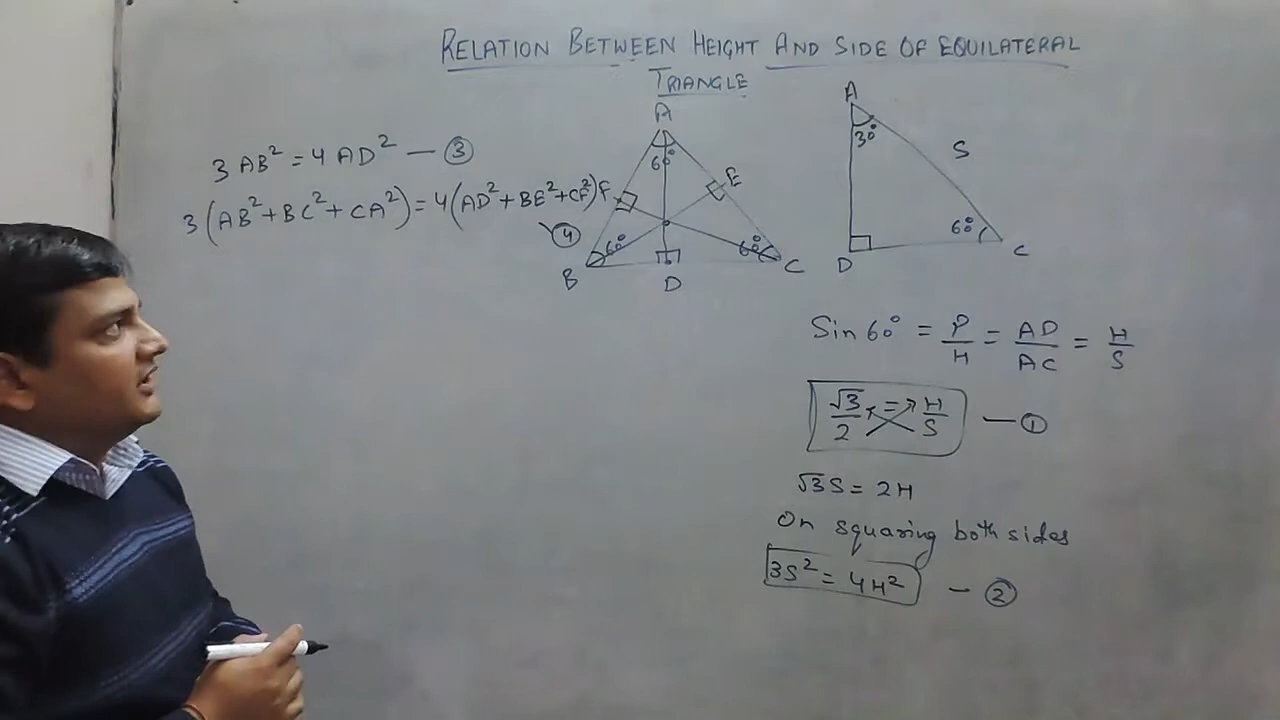 RELATION BETWEEN HEIGHT AND SIDE OF EQUILATERAL
TRIANGLE
3 AB² = 4 AD² — ③
3(AB² + BC² + CA²) = 4(AD² + BE² + CF²)
④
A
60°
F
E
60°
60°
B
D
C
A
30°
S
60°
D
C
Sin 60° = P/H = AD/AC = H/S
√3/2 = H/S — ①
√3 S = 2H
On squaring both sides
3S² = 4H² — ②